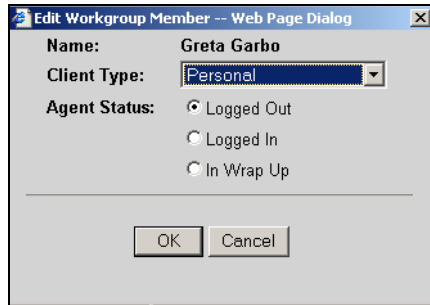 Edit Workgroup Member -- Web Page Dialog
Name: Greta Garbo
Client Type: Personal
Agent Status: Logged Out
Logged In
In Wrap Up
OK Cancel